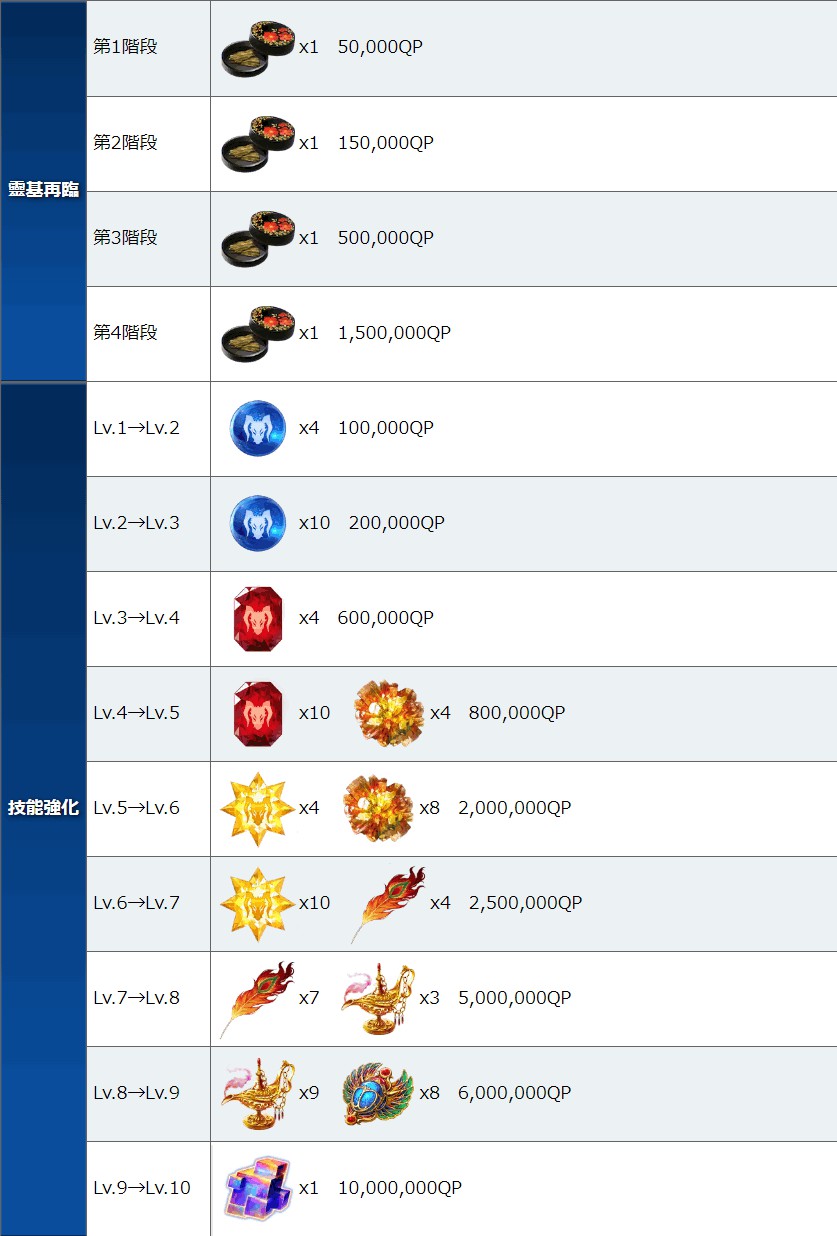 靈基再臨
第1階段 x1 50,000QP
第2階段 x1 150,000QP
第3階段 x1 500,000QP
第4階段 x1 1,500,000QP
技能強化
Lv.1→Lv.2 x4 100,000QP
Lv.2→Lv.3 x10 200,000QP
Lv.3→Lv.4 x4 600,000QP
Lv.4→Lv.5 x10 x4 800,000QP
Lv.5→Lv.6 x4 x8 2,000,000QP
Lv.6→Lv.7 x10 x4 2,500,000QP
Lv.7→Lv.8 x7 x3 5,000,000QP
Lv.8→Lv.9 x9 x8 6,000,000QP
Lv.9→Lv.10 x1 10,000,000QP